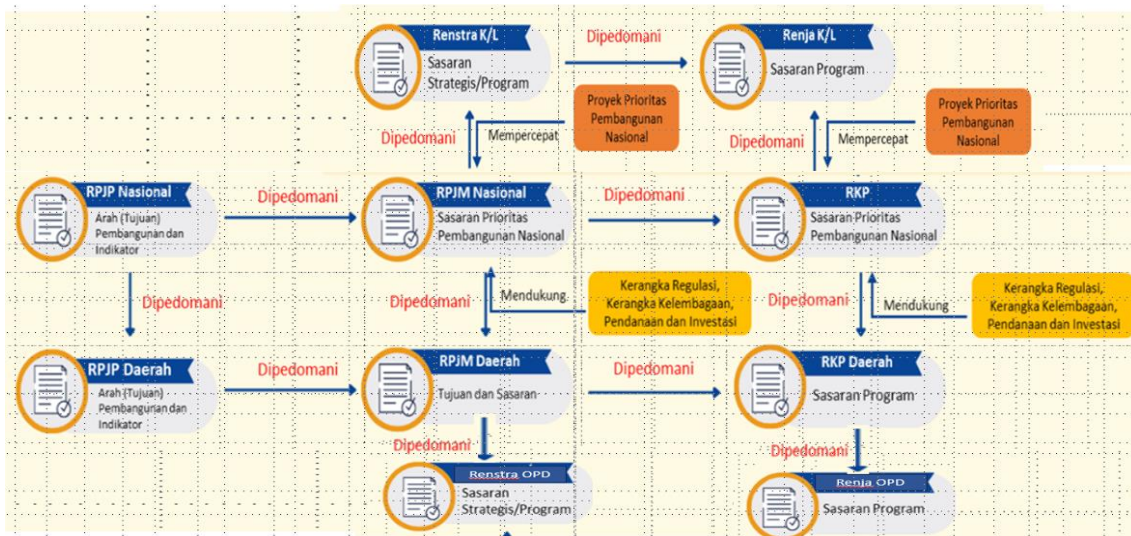 Renstra K/L
Sasaran
Strategis/Program
Dipedomani
Renja K/L
Sasaran Program
Proyek Prioritas
Pembangunan
Nasional
Dipedomani
Mempercepat
Proyek Prioritas
Pembangunan
Nasional
Dipedomani
Mempercepat
RPJP Nasional
Arah (Tujuan)
Pembangunan dan
Indikator
Dipedomani
RPJM Nasional
Sasaran Prioritas
Pembangunan Nasional
Dipedomani
RKP
Sasaran Prioritas
Pembangunan Nasional
Dipedomani
Dipedomani
Mendukung
Kerangka Regulasi,
Kerangka Kelembagaan,
Pendanaan dan Investasi
Dipedomani
Mendukung
Kerangka Regulasi,
Kerangka Kelembagaan,
Pendanaan dan Investasi
RPJP Daerah
Arah (Tujuan)
Pembangunan dan
Indikator
Dipedomani
RPJM Daerah
Tujuan dan Sasaran
Dipedomani
RKP Daerah
Sasaran Program
Dipedomani
Renstra OPD
Sasaran
Strategis/Program
Dipedomani
Renja OPD
Sasaran Program